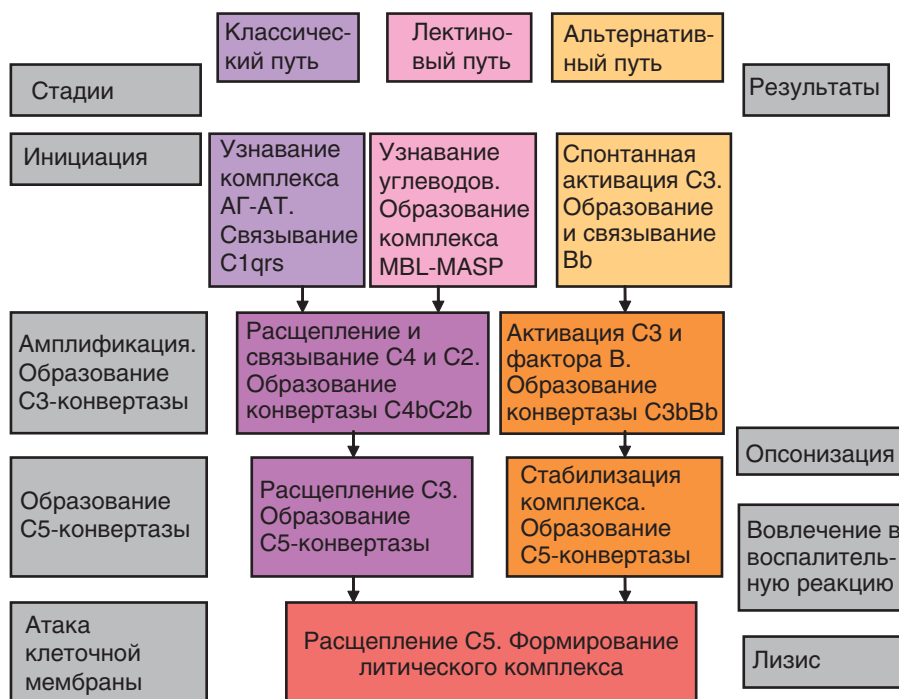 Классичес-
кий путь
Лектино-
вый путь
Альтернатив-
ный путь
Стадии
Результаты
Инициация
Узнавание
комплекса
АГ-АТ.
Связывание
C1qrs
Узнавание
углеводов.
Образование
комплекса
MBL-MASP
Спонтанная
активация С3.
Образование
и связывание
Bb
Амплификация.
Образование
С3-конвертазы
Расщепление и
связывание С4 и С2.
Образование
конвертазы C4bC2b
Активация С3 и
фактора В.
Образование
конвертазы C3bBb
Опсонизация
Образование
С5-конвертазы
Расщепление С3.
Образование
С5-конвертазы
Стабилизация
комплекса.
Образование
С5-конвертазы
Вовлечение в
воспалитель-
ную реакцию
Атака
клеточной
мембраны
Расщепление С5. Формирование
литического комплекса
Лизис